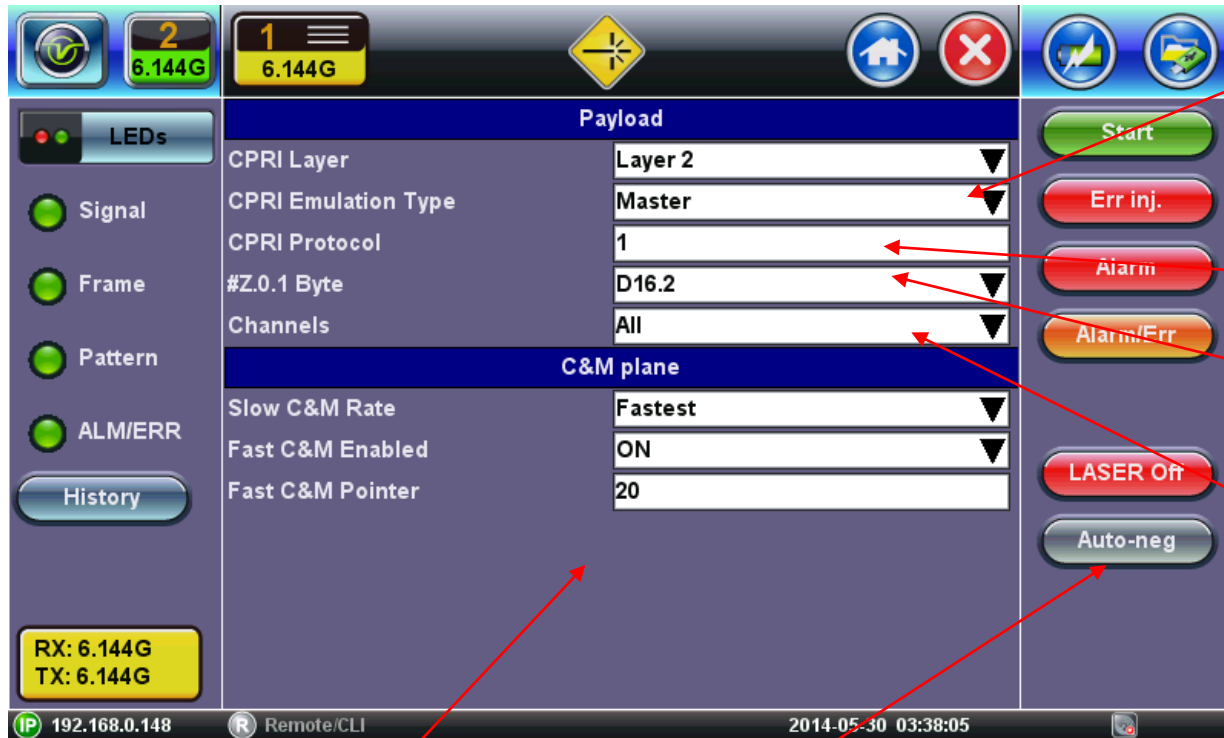 2
6.144G
1
6.144G
LEDs
Signal
Frame
Pattern
ALM/ERR
History
RX: 6.144G
TX: 6.144G
Payload
CPRI Layer Layer 2
CPRI Emulation Type Master
CPRI Protocol 1
#Z.0.1 Byte D16.2
Channels All
C&M plane
Slow C&M Rate Fastest
Fast C&M Enabled ON
Fast C&M Pointer 20
Start
Err inj.
Alarm
Alarm/Err
LASER Off
Auto-neg
IP 192.168.0.148 R Remote/CLI 2014-05-30 03:38:05